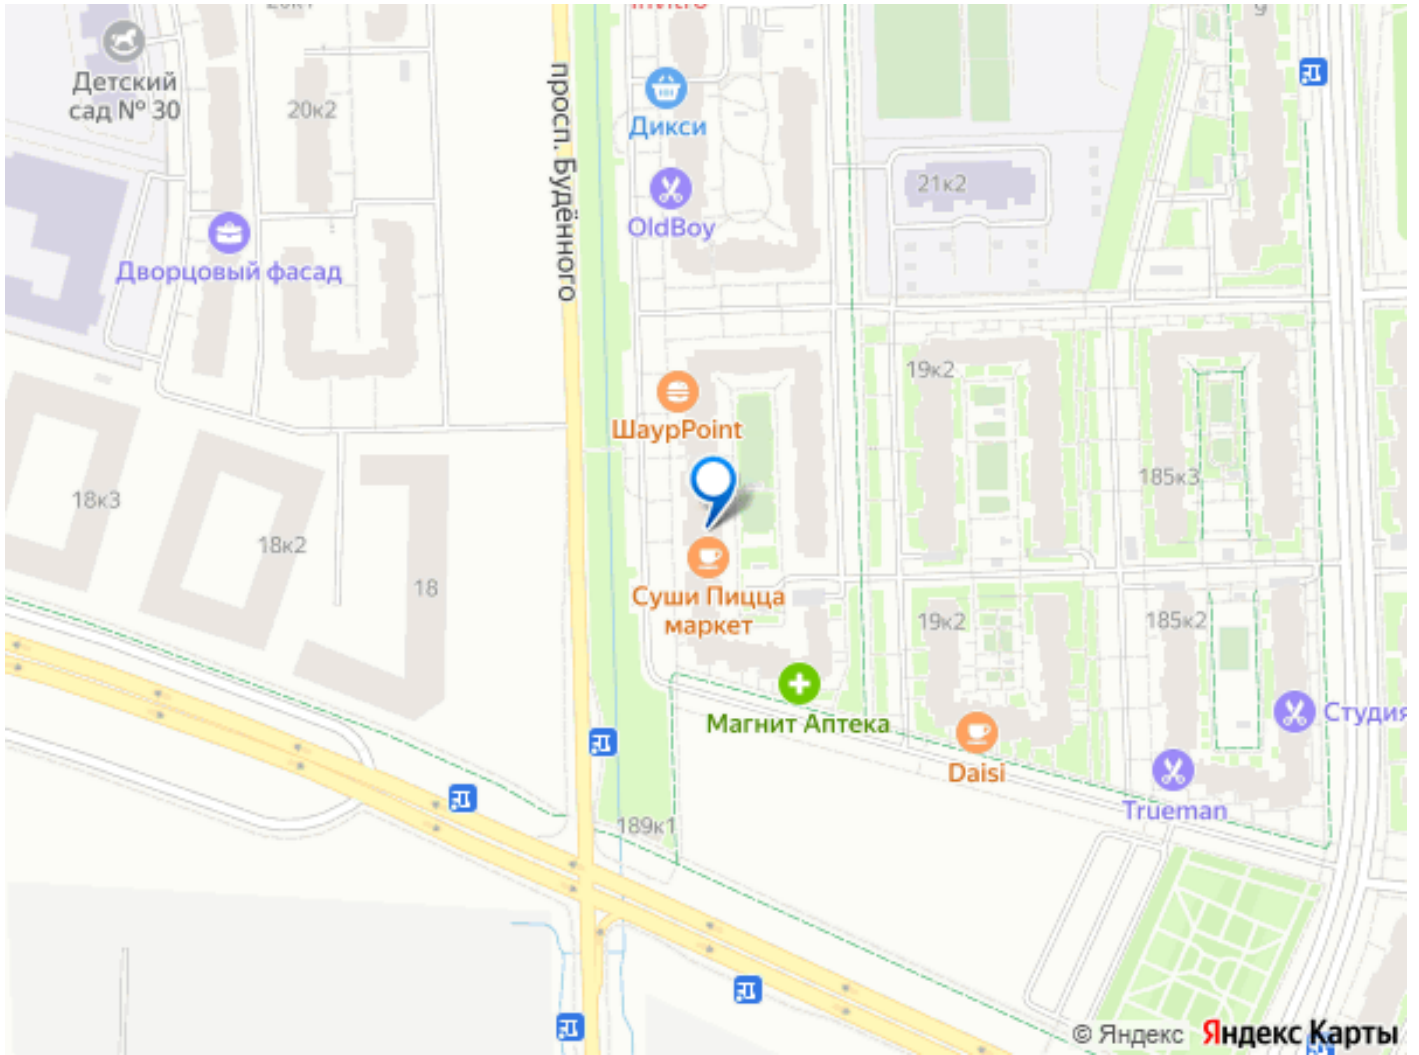 Детский
сад № 30
20к2
просп. Будённого
Дикси
OldBoy
21к2
Дворцовый фасад
19к2
ШаурPoint
185к3
18к3
18к2
18
Суши Пицца
маркет
19к2
185к2
Магнит Аптека
Студия
Daisi
Trueman
189к1
© Яндекс Яндекс Карты